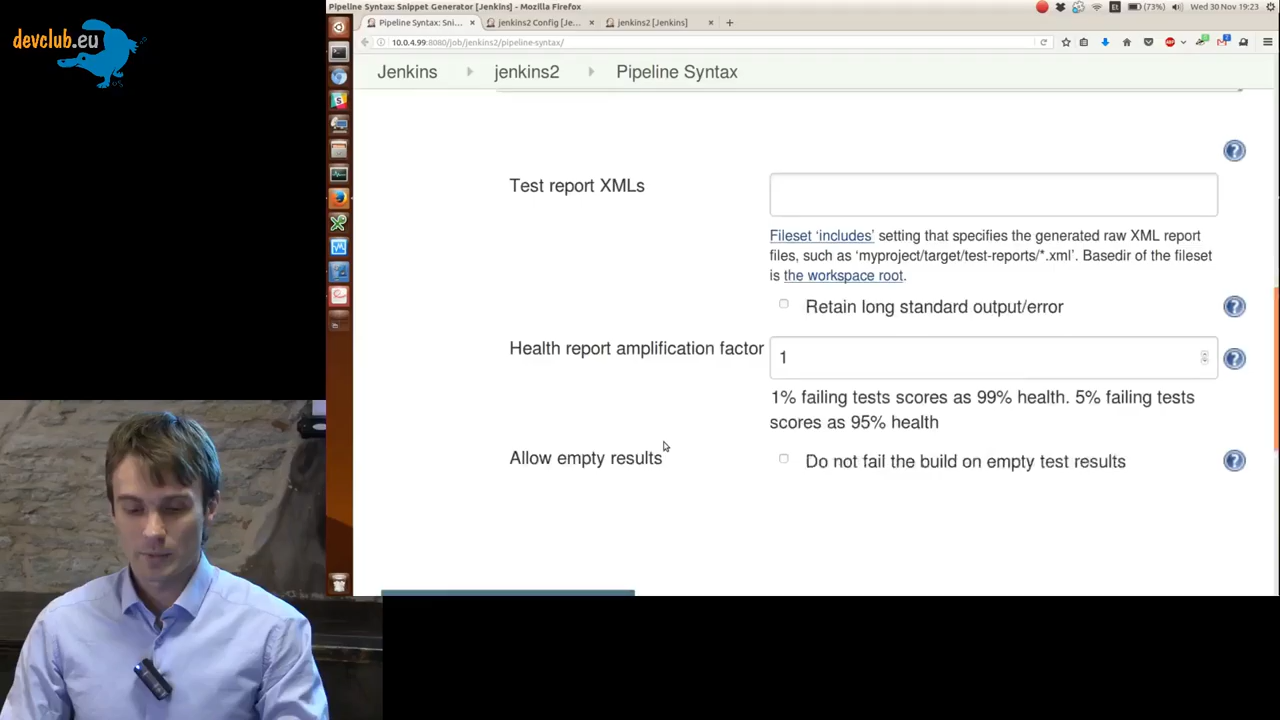 devclub.eu
Pipeline Syntax: Snippet Generator [Jenkins] - Mozilla Firefox
(73%)
Wed 30 Nov 19:23
Pipeline Syntax: Sni...
jenkins2 Config [Je...
jenkins2 [Jenkins]
10.0.4.99:8080/job/jenkins2/pipeline-syntax/
Jenkins
jenkins2
Pipeline Syntax
Test report XMLs
Fileset ‘includes’ setting that specifies the generated raw XML report
files, such as ‘myproject/target/test-reports/*.xml’. Basedir of the fileset
is the workspace root.
Retain long standard output/error
Health report amplification factor
1
1% failing tests scores as 99% health. 5% failing tests
scores as 95% health
Allow empty results
Do not fail the build on empty test results